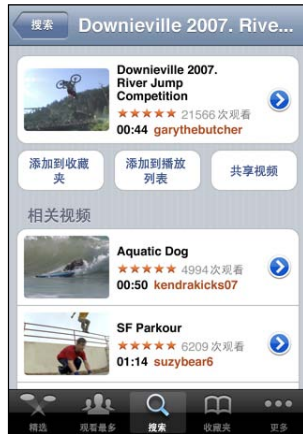 搜索
Downieville 2007. Rive...
Downieville 2007.
River Jump
Competition
★★★★★ 21566 次观看
00:44 garythebutcher
添加到收藏
夹
添加到播放
列表
共享视频
相关视频
Aquatic Dog
★★★★★ 4994 次观看
00:50 kendrakicks07
SF Parkour
★★★★★ 6209 次观看
01:14 suzybear6
精选 观看最多 搜索 收藏夹 更多